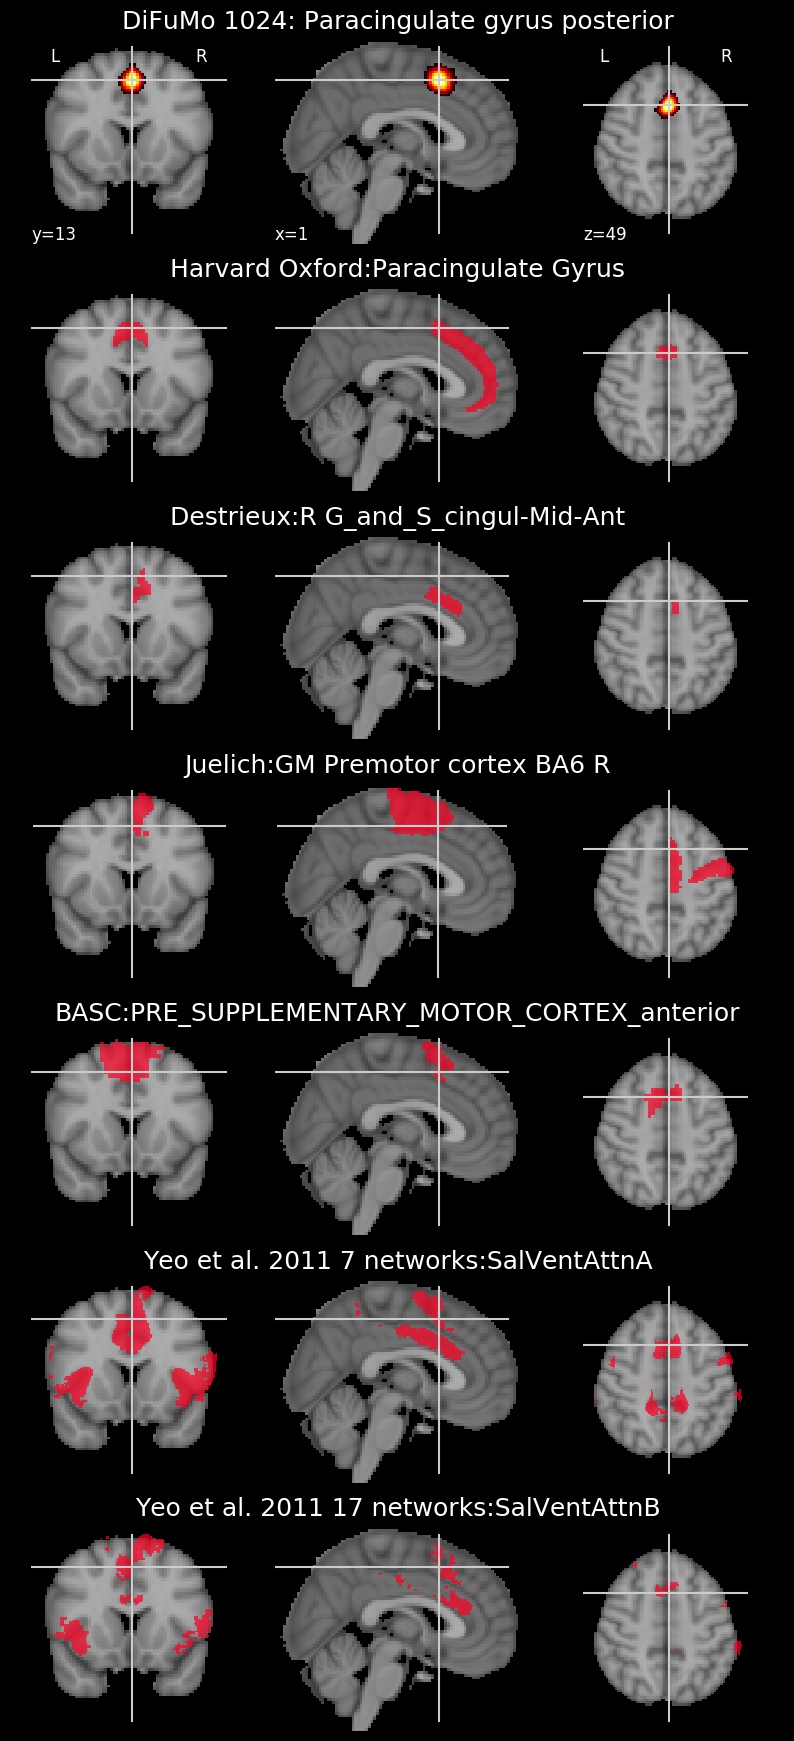 DiFuMo 1024: Paracingulate gyrus posterior
L R L R
y=13 x=1 z=49
Harvard Oxford:Paracingulate Gyrus
Destrieux:R G_and_S_cingul-Mid-Ant
Juelich:GM Premotor cortex BA6 R
BASC:PRE_SUPPLEMENTARY_MOTOR_CORTEX_anterior
Yeo et al. 2011 7 networks:SalVentAttnA
Yeo et al. 2011 17 networks:SalVentAttnB